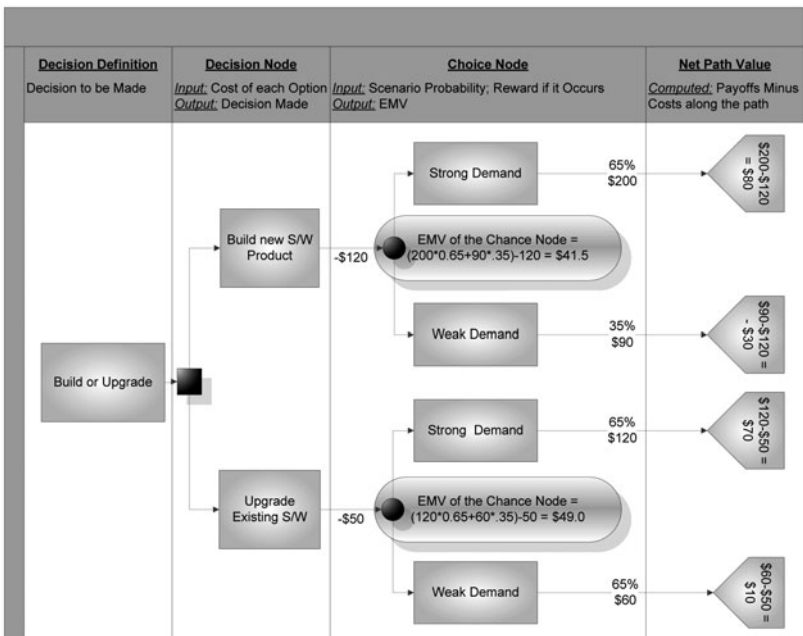 Decision Definition
Decision to be Made
Decision Node
Input: Cost of each Option
Output: Decision Made
Choice Node
Input: Scenario Probability; Reward if it Occurs
Output: EMV
Net Path Value
Computed: Payoffs Minus
Costs along the path
Build or Upgrade
Build new S/W
Product
-$120
Strong Demand
65%
$200
$200-$120
= $80
EMV of the Chance Node =
(200*0.65+90*.35)-120 = $41.5
Weak Demand
35%
$90
$90-$120 =
- $30
Upgrade
Existing S/W
-$50
Strong Demand
65%
$120
$120-$50 =
$70
EMV of the Chance Node =
(120*0.65+60*.35)-50 = $49.0
Weak Demand
65%
$60
$60-$50 =
$10